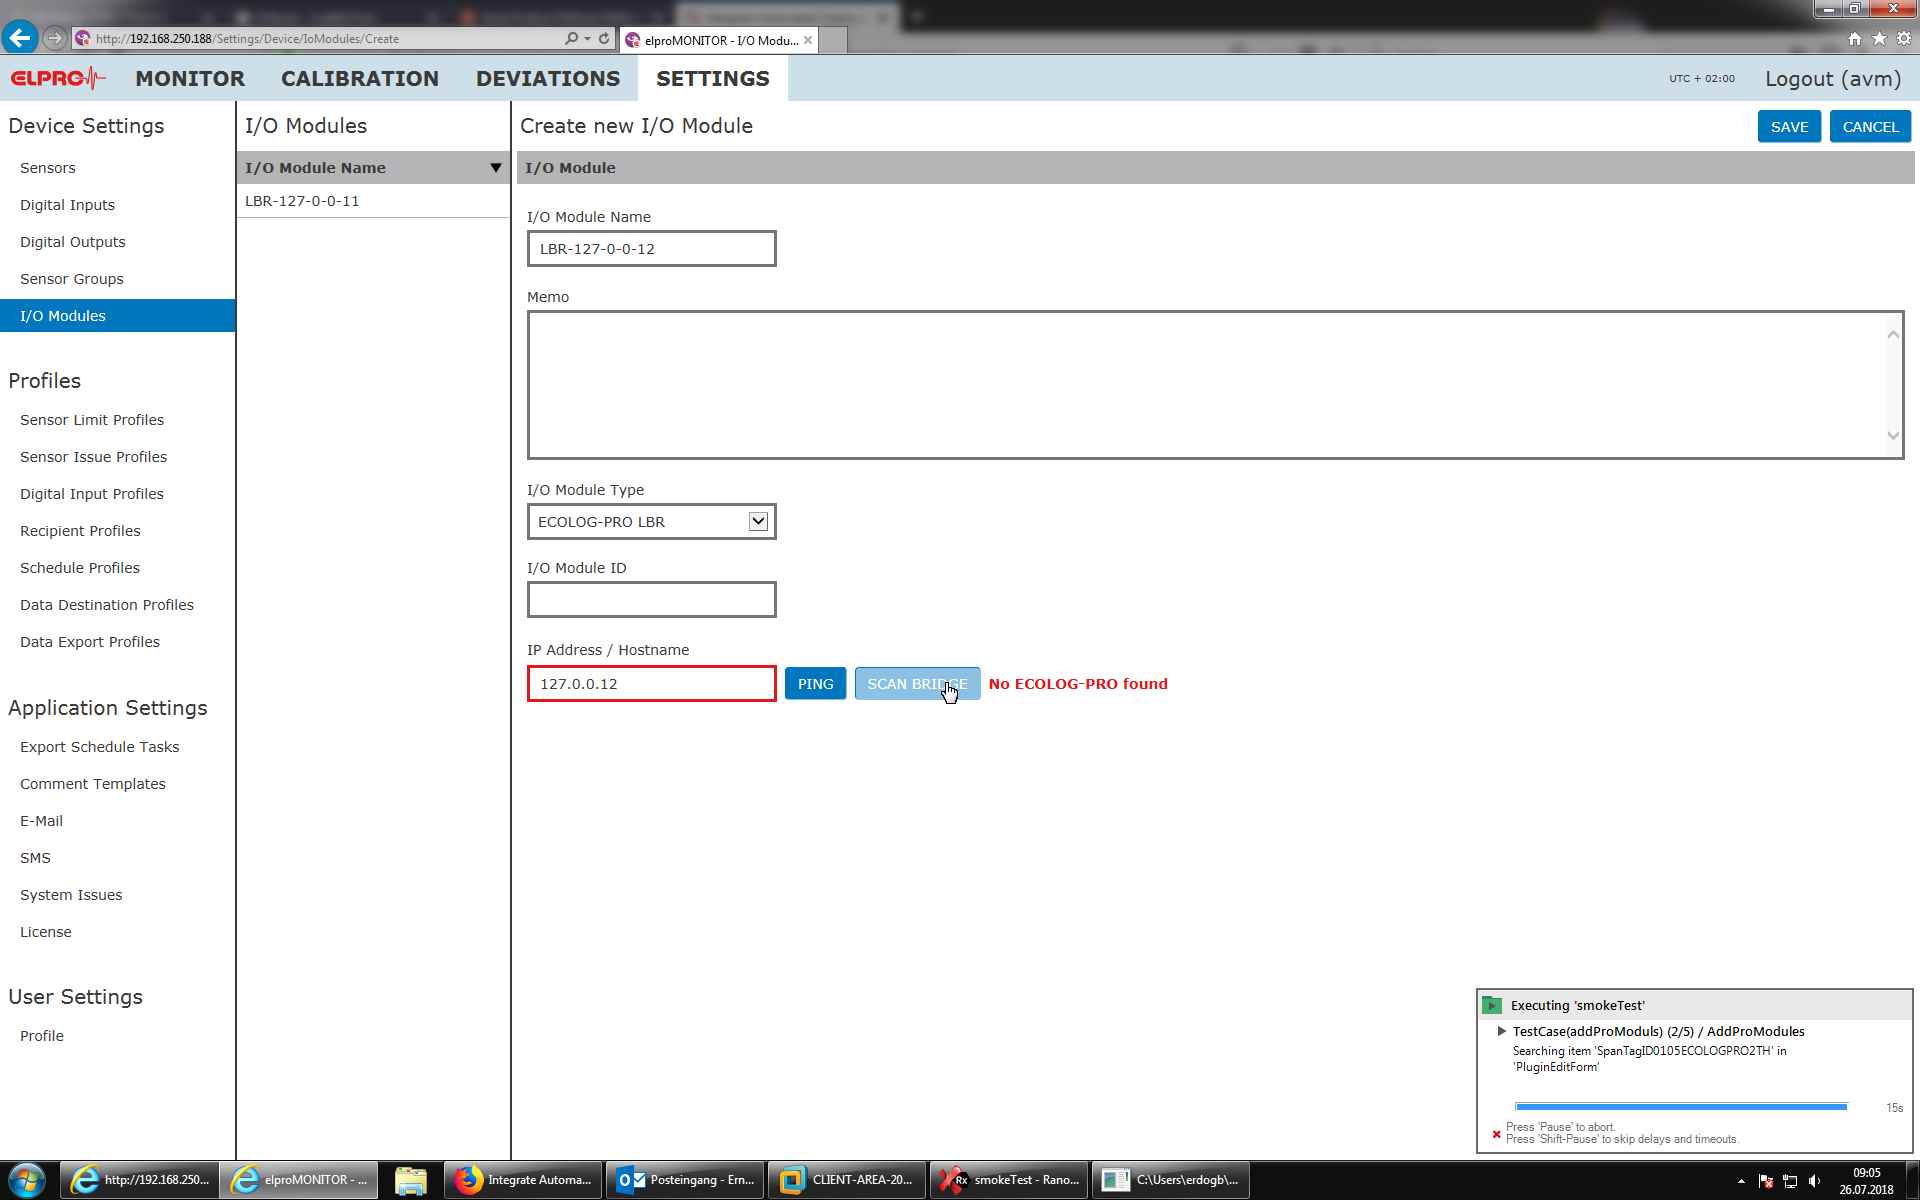 http://192.168.250.188/Settings/Device/IoModules/Create
elproMONITOR - I/O Modu...
ELPRO
MONITOR
CALIBRATION
DEVIATIONS
SETTINGS
UTC + 02:00
Logout (avm)
Device Settings
Sensors
Digital Inputs
Digital Outputs
Sensor Groups
I/O Modules
Profiles
Sensor Limit Profiles
Sensor Issue Profiles
Digital Input Profiles
Recipient Profiles
Schedule Profiles
Data Destination Profiles
Data Export Profiles
Application Settings
Export Schedule Tasks
Comment Templates
E-Mail
SMS
System Issues
License
User Settings
Profile
I/O Modules
I/O Module Name
LBR-127-0-0-11
Create new I/O Module
SAVE
CANCEL
I/O Module
I/O Module Name
LBR-127-0-0-12
Memo
I/O Module Type
ECOLOG-PRO LBR
I/O Module ID
IP Address / Hostname
127.0.0.12
PING
SCAN BRIDGE
No ECOLOG-PRO found
Executing 'smokeTest'
TestCase(addProModuls) (2/5) / AddProModules
Searching item 'SpanTagID0105ECOLOGPRO2TH' in
'PluginEditForm'
15s
Press 'Pause' to abort.
Press 'Shift-Pause' to skip delays and timeouts.
http://192.168.250...
elproMONITOR - ...
Integrate Automa...
Posteingang - Ern...
CLIENT-AREA-20...
smokeTest - Rano...
C:\Users\erdogb\...
09:05
26.07.2018